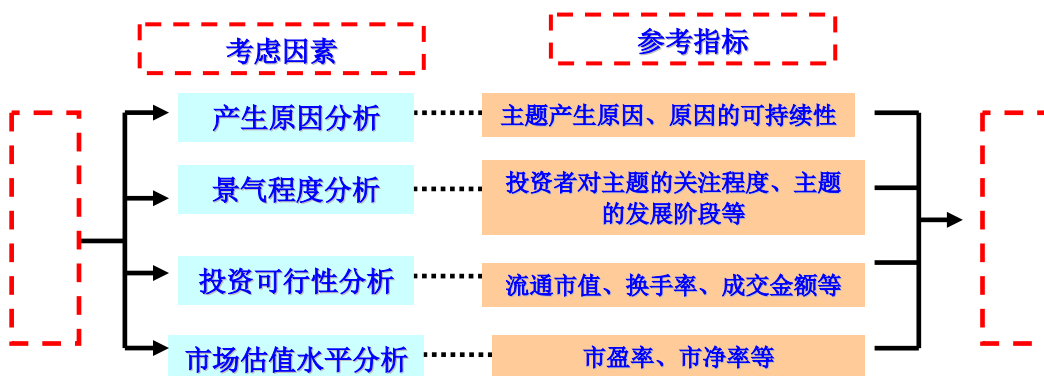 考虑因素
参考指标
产生原因分析
主题产生原因、原因的可持续性
景气程度分析
投资者对主题的关注程度、主题
的发展阶段等
投资可行性分析
流通市值、换手率、成交金额等
市场估值水平分析
市盈率、市净率等